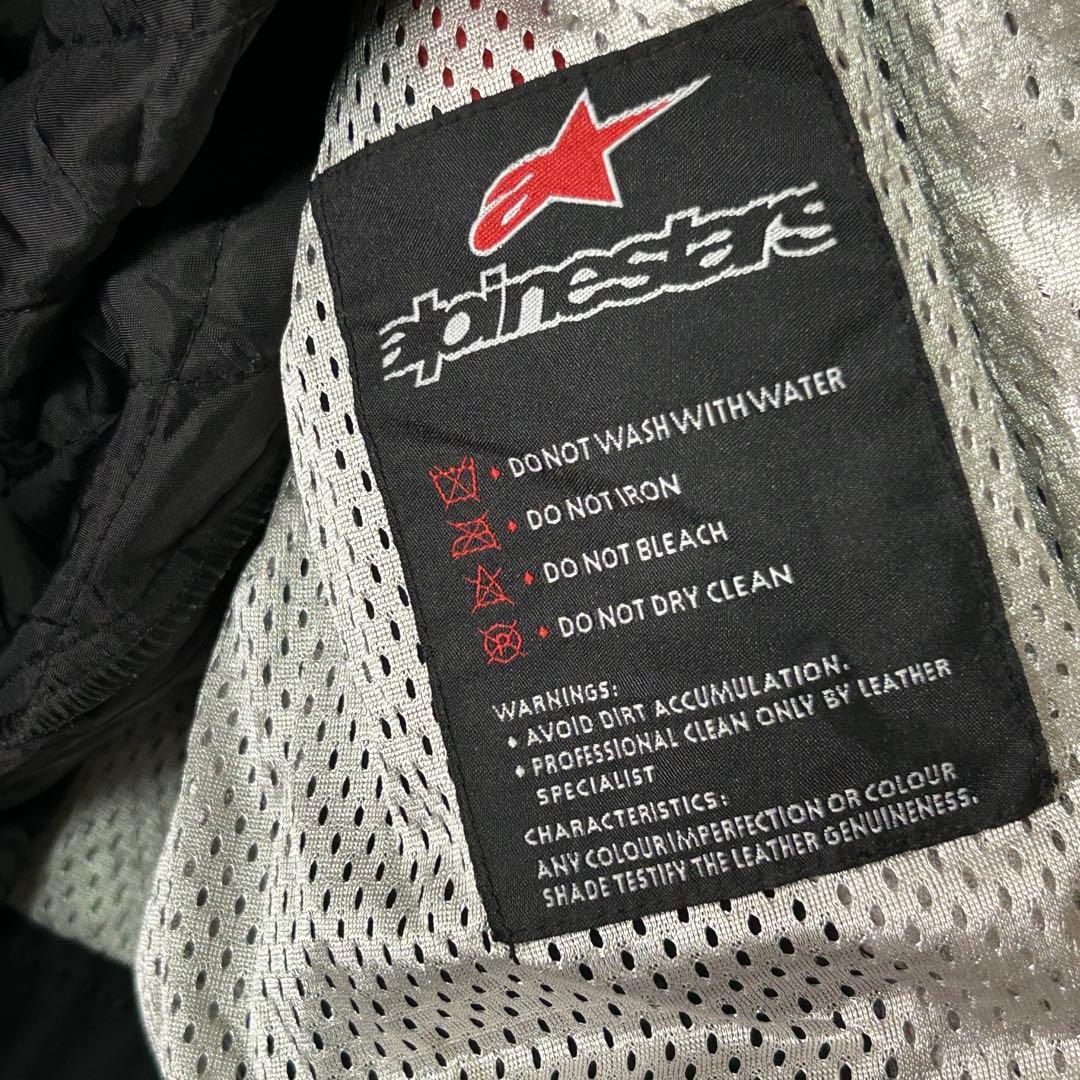 alpinestars
• DO NOT WASH WITH WATER
• DO NOT IRON
• DO NOT BLEACH
• DO NOT DRY CLEAN
WARNINGS:
• AVOID DIRT ACCUMULATION.
• PROFESSIONAL CLEAN ONLY BY LEATHER
SPECIALIST
CHARACTERISTICS:
ANY COLOUR IMPERFECTION OR COLOUR
SHADE TESTIFY THE LEATHER GENUINENESS.